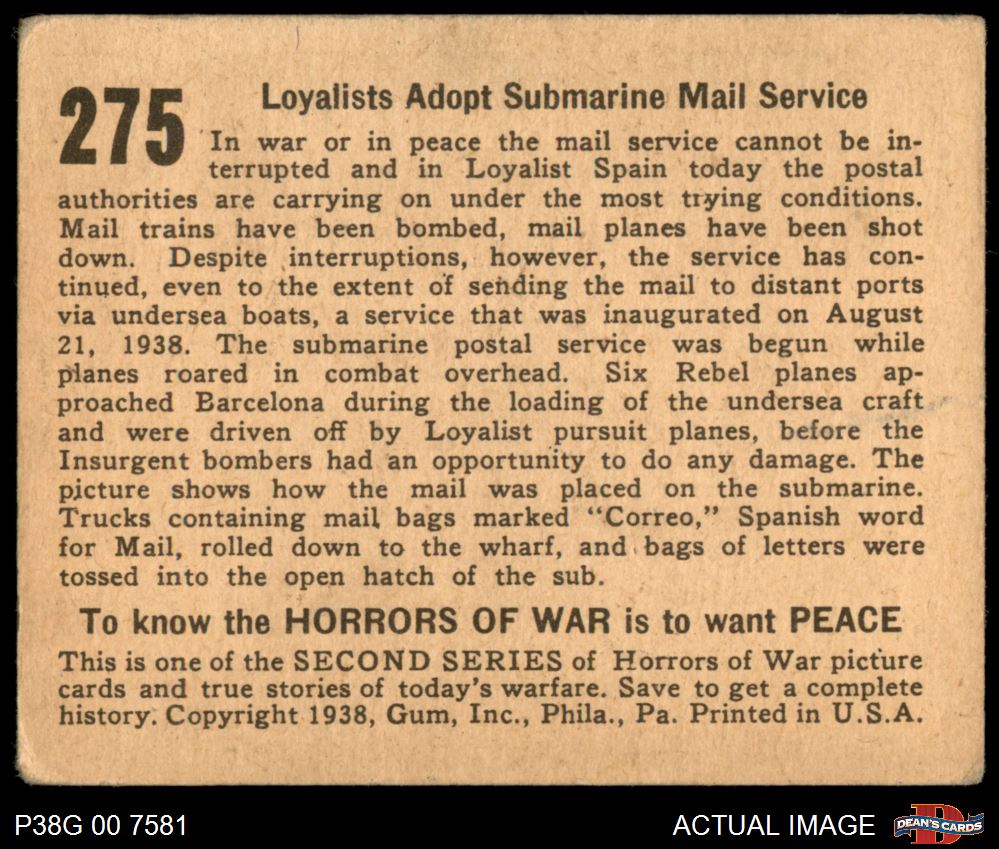 275
Loyalists Adopt Submarine Mail Service
In war or in peace the mail service cannot be in-
terrupted and in Loyalist Spain today the postal
authorities are carrying on under the most trying conditions.
Mail trains have been bombed, mail planes have been shot
down. Despite interruptions, however, the service has con-
tinued, even to the extent of sending the mail to distant ports
via undersea boats, a service that was inaugurated on August
21, 1938. The submarine postal service was begun while
planes roared in combat overhead. Six Rebel planes ap-
proached Barcelona during the loading of the undersea craft
and were driven off by Loyalist pursuit planes, before the
Insurgent bombers had an opportunity to do any damage. The
picture shows how the mail was placed on the submarine.
Trucks containing mail bags marked "Correo," Spanish word
for Mail, rolled down to the wharf, and bags of letters were
tossed into the open hatch of the sub.
To know the HORRORS OF WAR is to want PEACE
This is one of the SECOND SERIES of Horrors of War picture
cards and true stories of today's warfare. Save to get a complete
history. Copyright 1938, Gum, Inc., Phila., Pa. Printed in U.S.A.
P38G 00 7581
ACTUAL IMAGE
DEAN'S CARDS